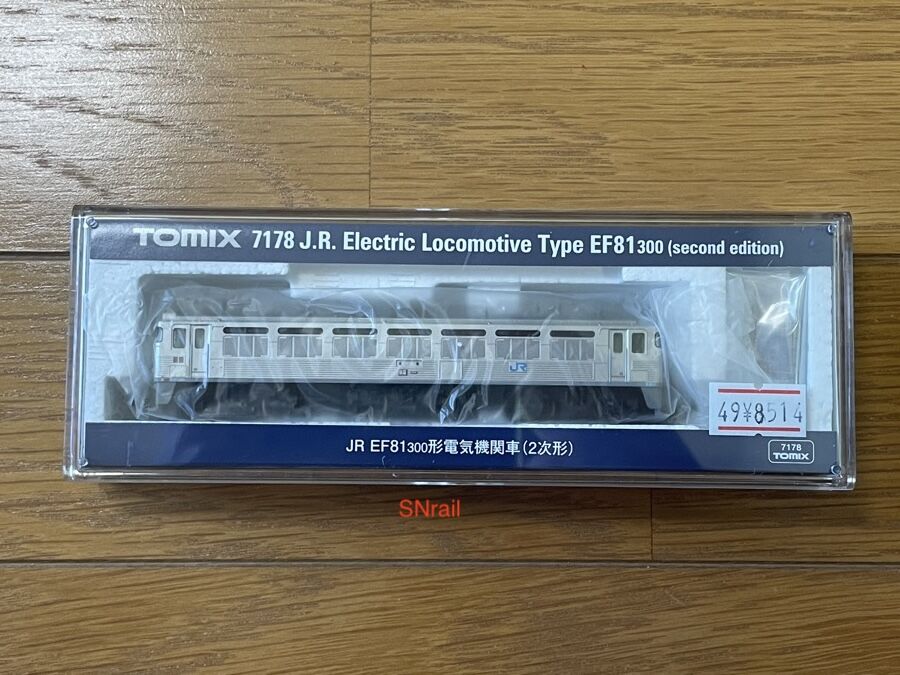 TOMIX 7178 J.R. Electric Locomotive Type EF81300 (second edition)
JR
49¥8514
JR EF81300形電気機関車(2次形)
7178
TOMIX
SNrail